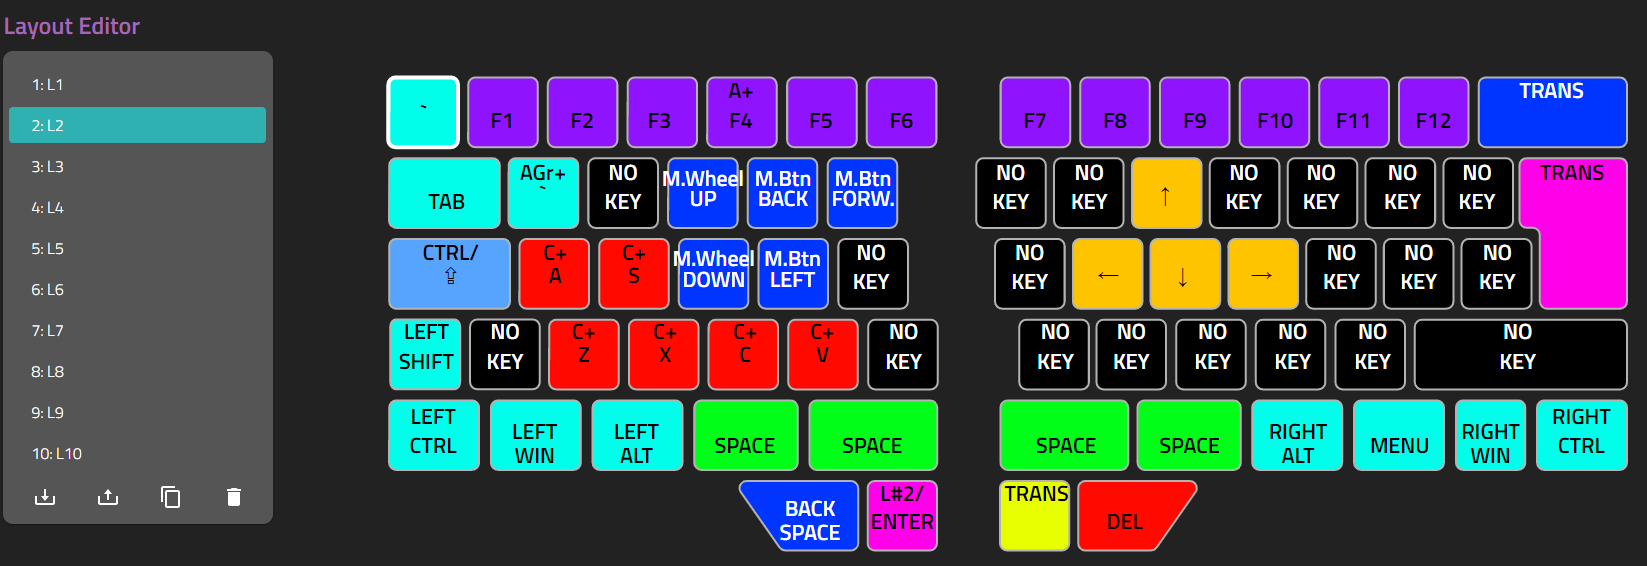 Layout Editor
1: L1
2: L2
3: L3
4: L4
5: L5
6: L6
7: L7
8: L8
9: L9
10: L10
` F1 F2 F3 A+ F4 F5 F6 F7 F8 F9 F10 F11 F12 TRANS
TAB AGr+ ` NO KEY M.Wheel UP M.Btn BACK M.Btn FORW. NO KEY NO KEY ↑ NO KEY NO KEY NO KEY NO KEY TRANS
CTRL/ ⇪ C+ A C+ S M.Wheel DOWN M.Btn LEFT NO KEY NO KEY ← ↓ → NO KEY NO KEY NO KEY
LEFT SHIFT NO KEY C+ Z C+ X C+ C C+ V NO KEY NO KEY NO KEY NO KEY NO KEY NO KEY NO KEY
LEFT CTRL LEFT WIN LEFT ALT SPACE SPACE SPACE SPACE RIGHT ALT MENU RIGHT WIN RIGHT CTRL
BACK SPACE L#2/ ENTER TRANS DEL